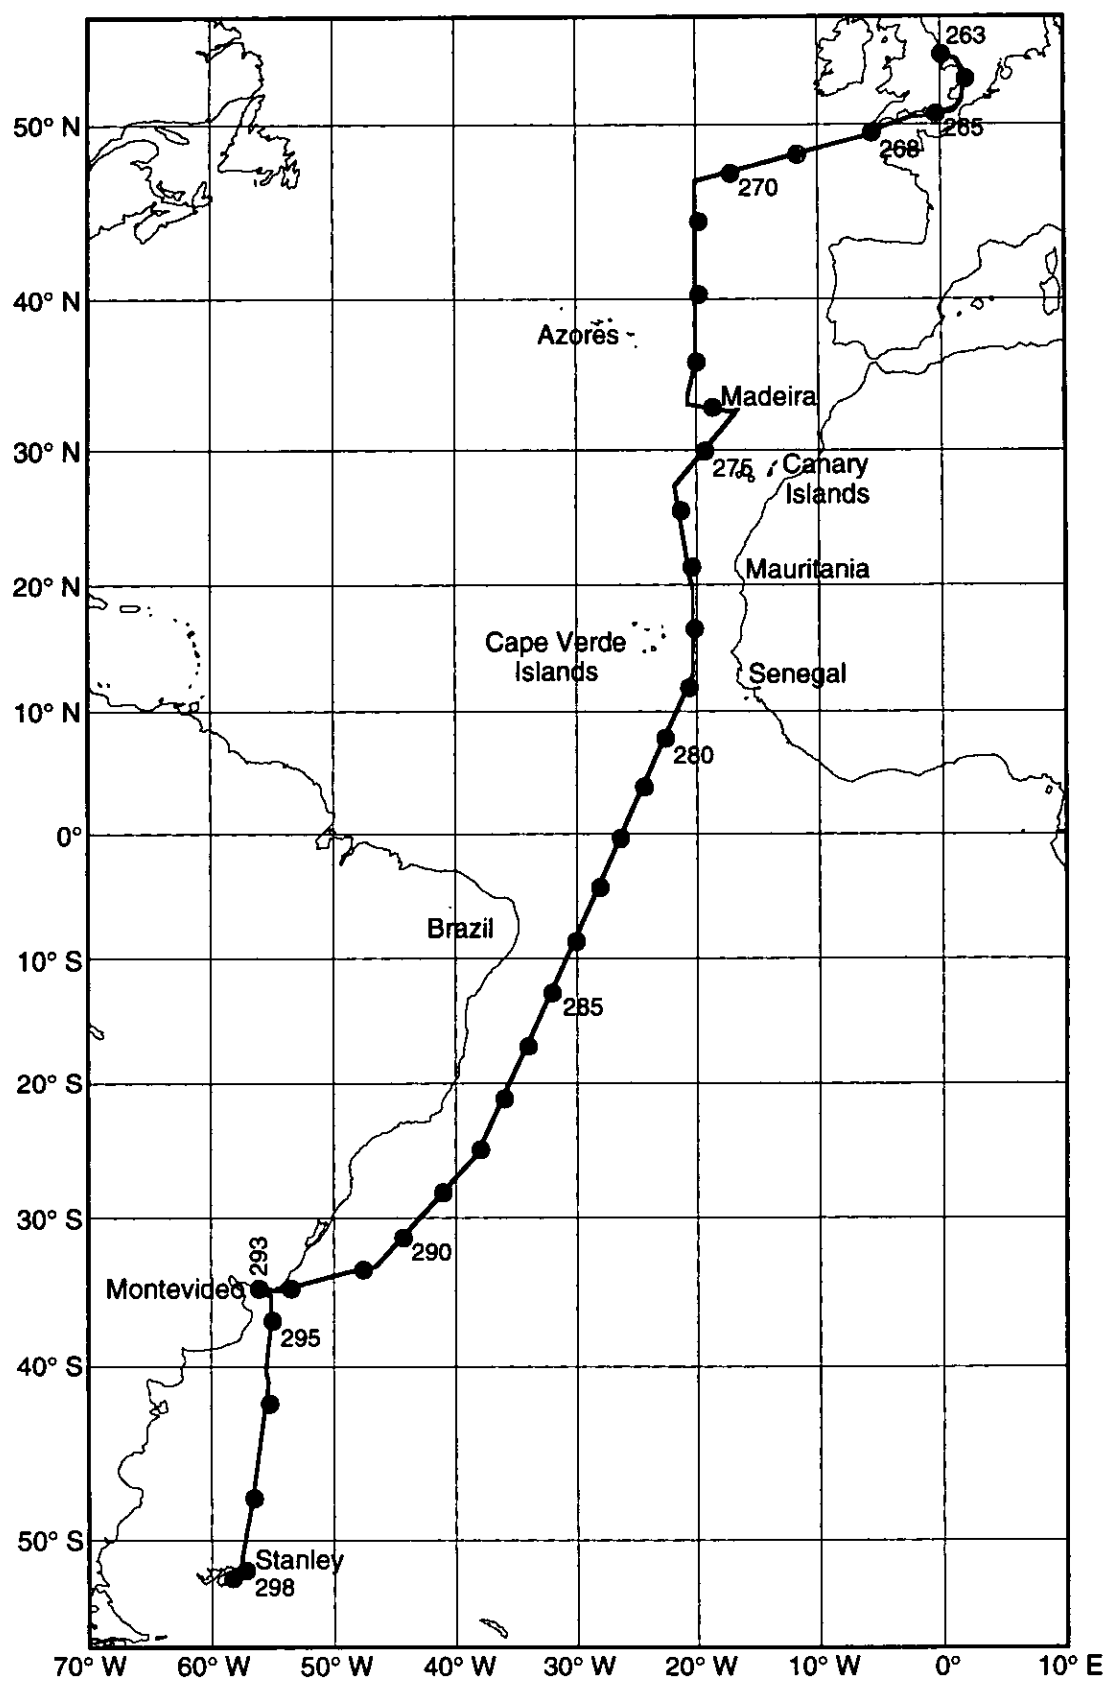 263
50° N
265
268
270
40° N
Azores
Madeira
30° N
275
Canary
Islands
20° N
Mauritania
Cape Verde
Islands
Senegal
10° N
280
0°
Brazil
10° S
285
20° S
30° S
293
290
Montevideo
295
40° S
50° S
Stanley
298
70° W
60° W
50° W
40° W
30° W
20° W
10° W
0°
10° E